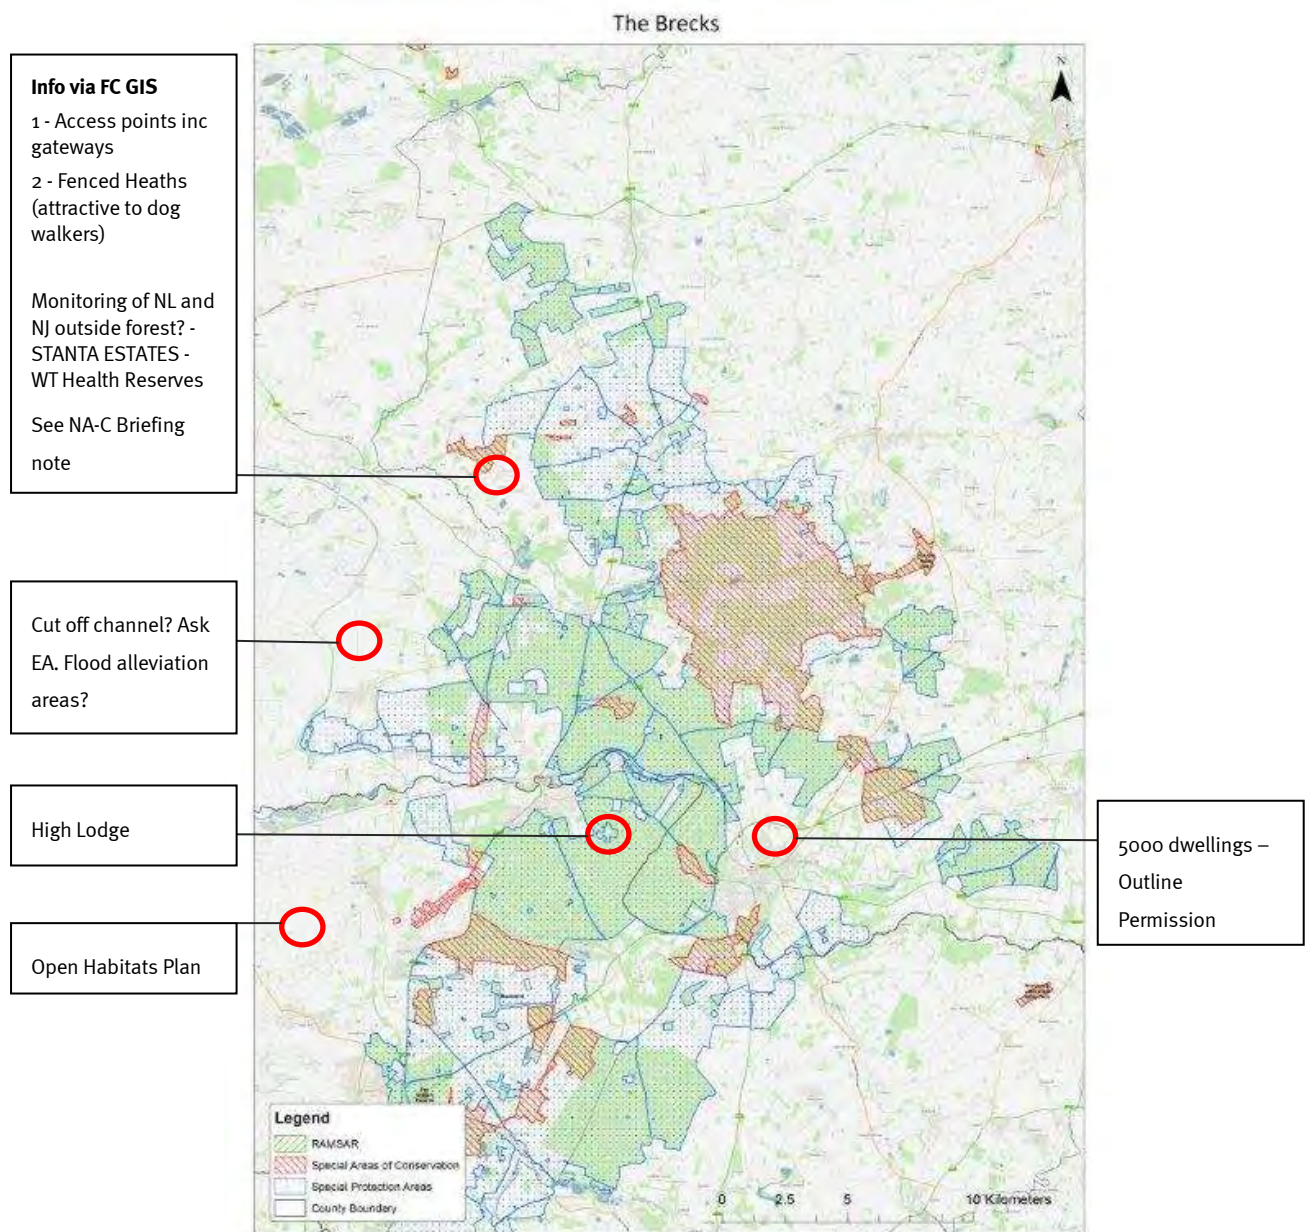 The Brecks
Info via FC GIS
1 - Access points inc
gateways
2 - Fenced Heaths
(attractive to dog
walkers)
Monitoring of NL and
NJ outside forest? -
STANTA ESTATES -
WT Health Reserves
See NA-C Briefing
note
Cut off channel? Ask
EA. Flood alleviation
areas?
High Lodge
Open Habitats Plan
5000 dwellings –
Outline
Permission
N
Legend
RAMSAR
Special Areas of Conservation
Special Protection Areas
County Boundary
0 2.5 5 10 Kilometers